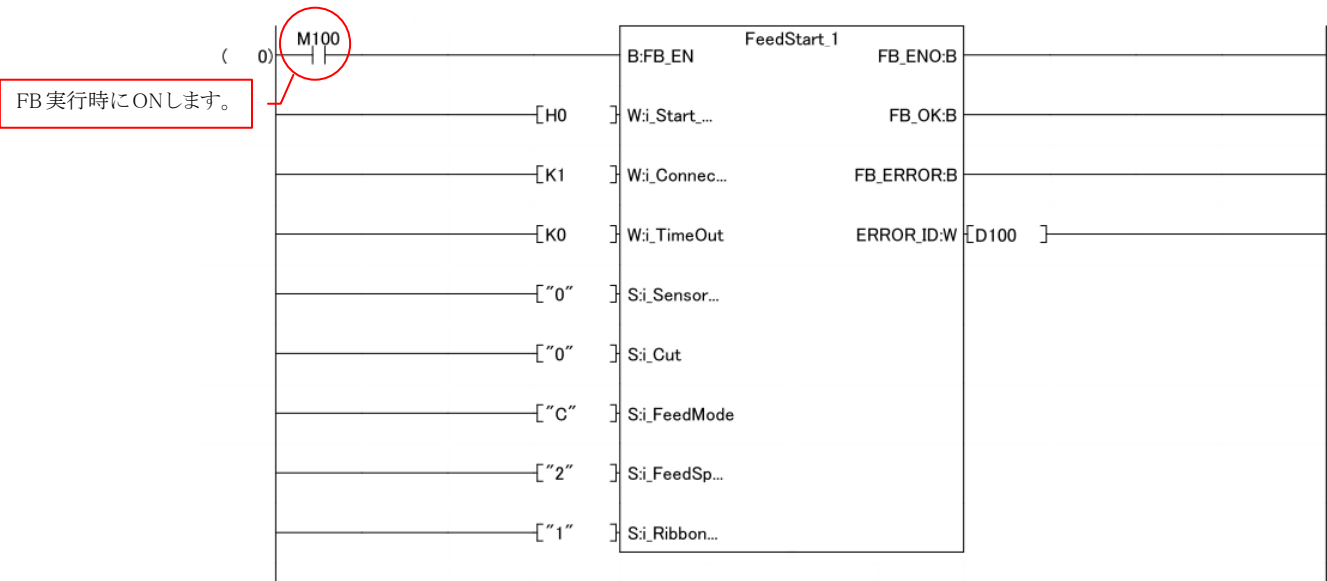 FeedStart_1
M100
( 0)
B:FB_EN FB_ENO:B
FB実行時にONします。
[H0 ] W:i_Start_... FB_OK:B
[K1 ] W:i_Connec... FB_ERROR:B
[K0 ] W:i_TimeOut ERROR_ID:W [D100 ]
["0" ] S:i_Sensor...
["0" ] S:i_Cut
["C" ] S:i_FeedMode
["2" ] S:i_FeedSp...
["1" ] S:i_Ribbon...